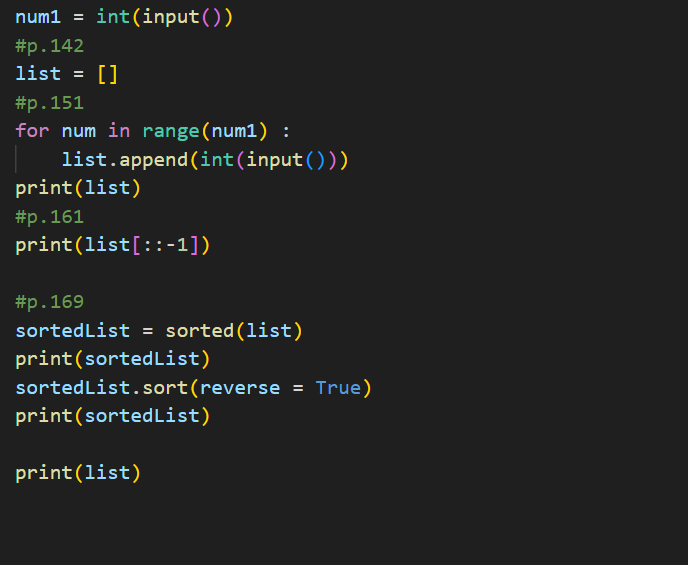 num1 = int(input())
#p.142
list = []
#p.151
for num in range(num1) :
    list.append(int(input()))
print(list)
#p.161
print(list[::-1])

#p.169
sortedList = sorted(list)
print(sortedList)
sortedList.sort(reverse = True)
print(sortedList)

print(list)